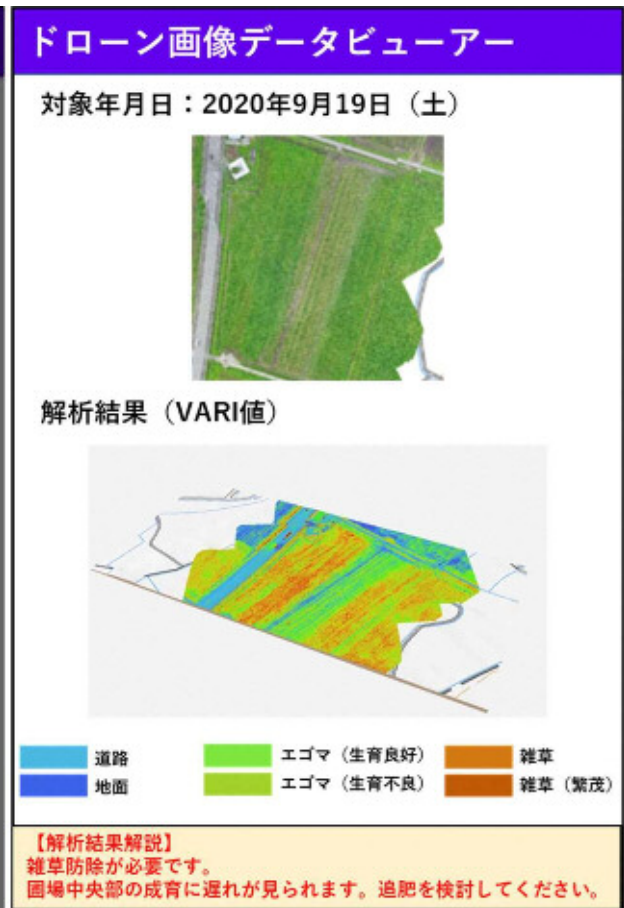 ドローン画像データビューアー
対象年月日：2020年9月19日（土）
解析結果（VARI値）
道路
エゴマ（生育良好）
雑草
地面
エゴマ（生育不良）
雑草（繁茂）
【解析結果解説】
雑草防除が必要です。
圃場中央部の成育に遅れが見られます。追肥を検討してください。